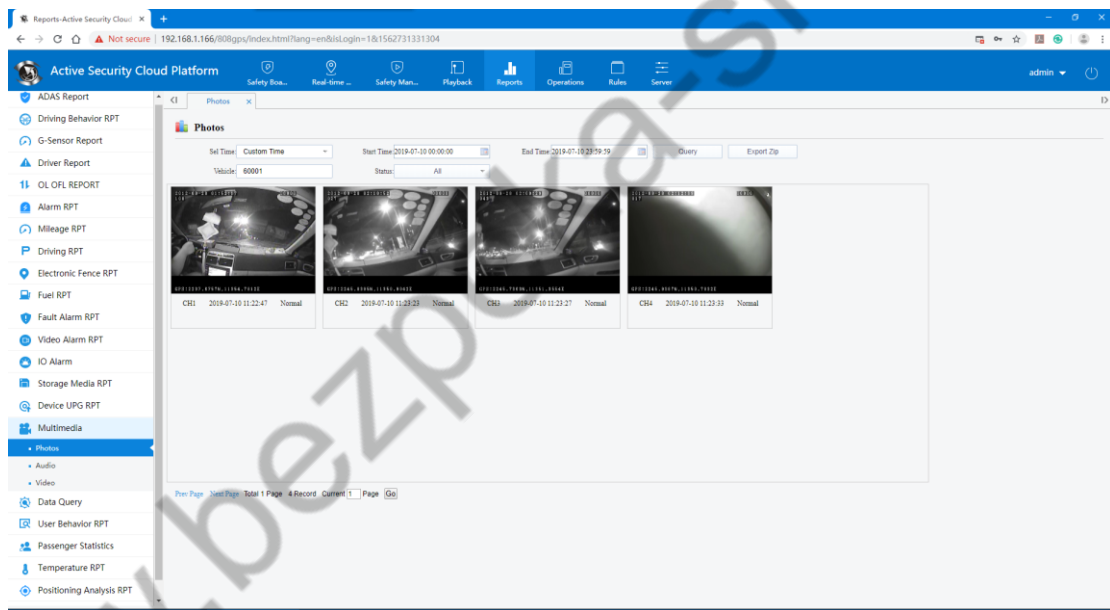 Reports-Active Security Cloud
Not secure | 192.168.1.166/808gps/index.html?lang=en&isLogin=1&1562731331304
Active Security Cloud Platform
Safety Boa... Real-time ... Safety Man... Playback Reports Operations Rules Server
admin
ADAS Report
Driving Behavior RPT
G-Sensor Report
Driver Report
OL OFL REPORT
Alarm RPT
Mileage RPT
Driving RPT
Electronic Fence RPT
Fuel RPT
Fault Alarm RPT
Video Alarm RPT
IO Alarm
Storage Media RPT
Device UPG RPT
Multimedia
Photos
Audio
Video
Data Query
User Behavior RPT
Passenger Statistics
Temperature RPT
Positioning Analysis RPT
Photos
Photos
Sel Time: Custom Time Start Time: 2019-07-10 00:00:00 End Time: 2019-07-10 23:59:59 Query Export Zip
Vehicle: 60001 Status: All
CH1 2019-07-10 11:22:47 Normal
CH2 2019-07-10 11:23:23 Normal
CH3 2019-07-10 11:23:27 Normal
CH4 2019-07-10 11:23:33 Normal
Prev Page Next Page Total 1 Page 4 Record Current 1 Page Go